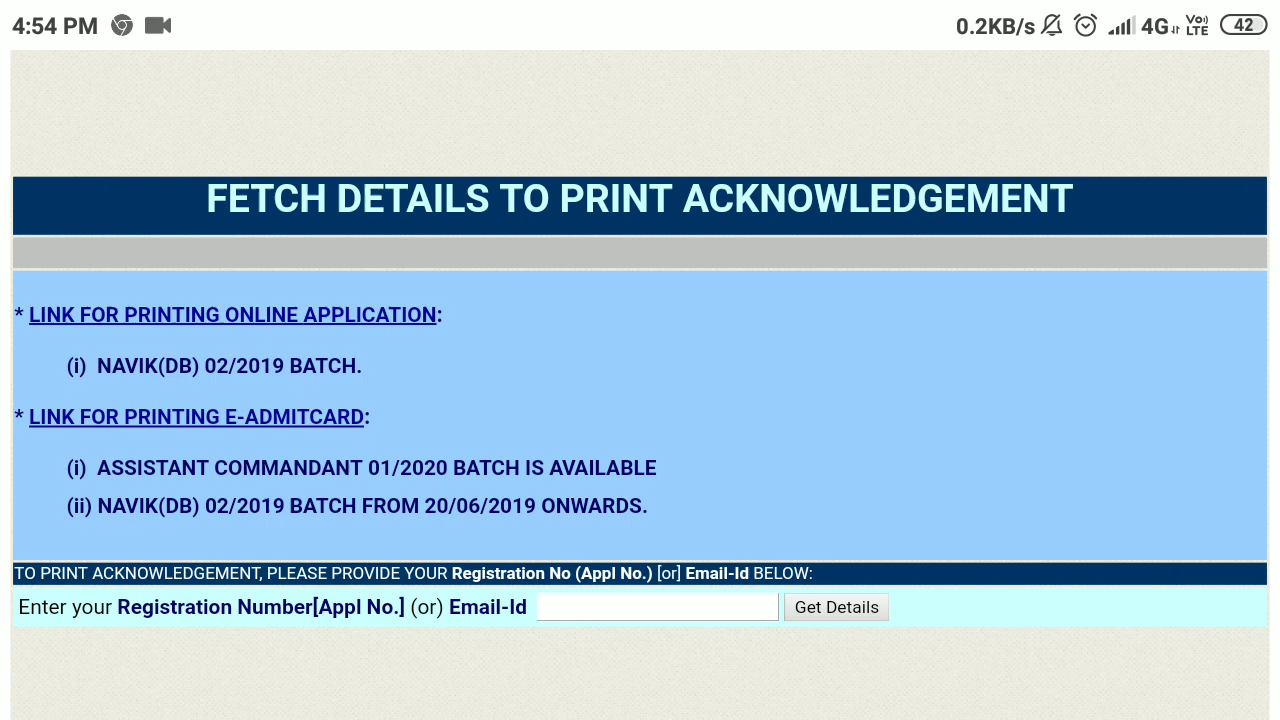 4:54 PM 0.2KB/s 4G VoLTE 42
FETCH DETAILS TO PRINT ACKNOWLEDGEMENT
* LINK FOR PRINTING ONLINE APPLICATION:
(i) NAVIK(DB) 02/2019 BATCH.
* LINK FOR PRINTING E-ADMITCARD:
(i) ASSISTANT COMMANDANT 01/2020 BATCH IS AVAILABLE
(ii) NAVIK(DB) 02/2019 BATCH FROM 20/06/2019 ONWARDS.
TO PRINT ACKNOWLEDGEMENT, PLEASE PROVIDE YOUR Registration No (Appl No.) [or] Email-Id BELOW:
Enter your Registration Number[Appl No.] (or) Email-Id Get Details